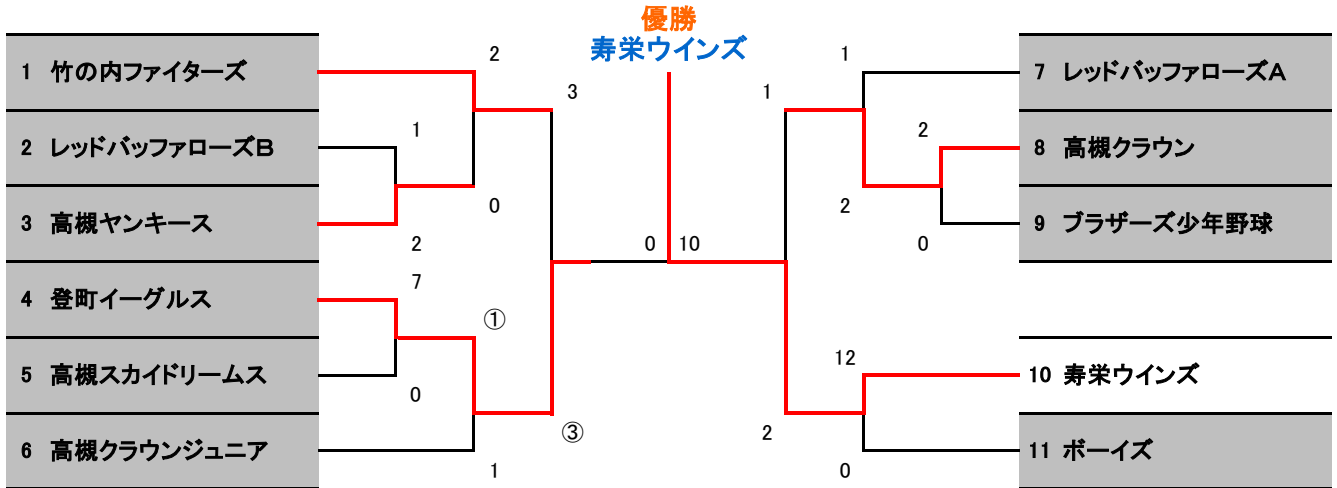 優勝
寿栄ウインズ
1 竹の内ファイターズ
2 レッドバッファローズB
3 高槻ヤンキース
4 登町イーグルス
5 高槻スカイドリームス
6 高槻クラウンジュニア
2
3
1
0
2
7
①
0
③
1
0 10
1
1
2
2
0
12
2
0
7 レッドバッファローズA
8 高槻クラウン
9 ブラザーズ少年野球
10 寿栄ウインズ
11 ボーイズ